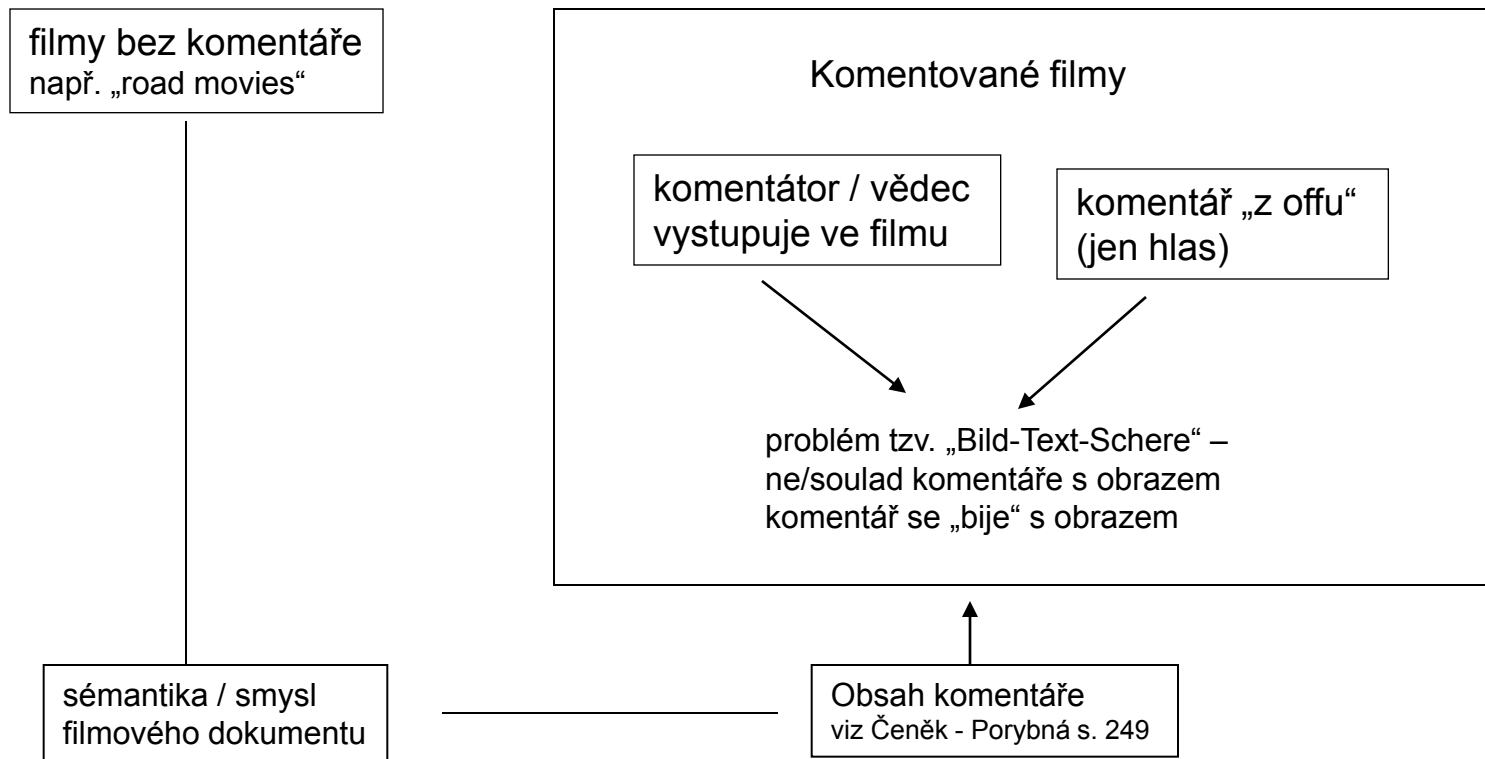 filmy bez komentáře
např. „road movies“
Komentované filmy
komentátor / vědec
vystupuje ve filmu
komentář „z offu“
(jen hlas)
problém tzv. „Bild-Text-Schere“ –
ne/soulad komentáře s obrazem
komentář se „bije“ s obrazem
sémantika / smysl
filmového dokumentu
Obsah komentáře
viz Čeněk - Porybná s. 249